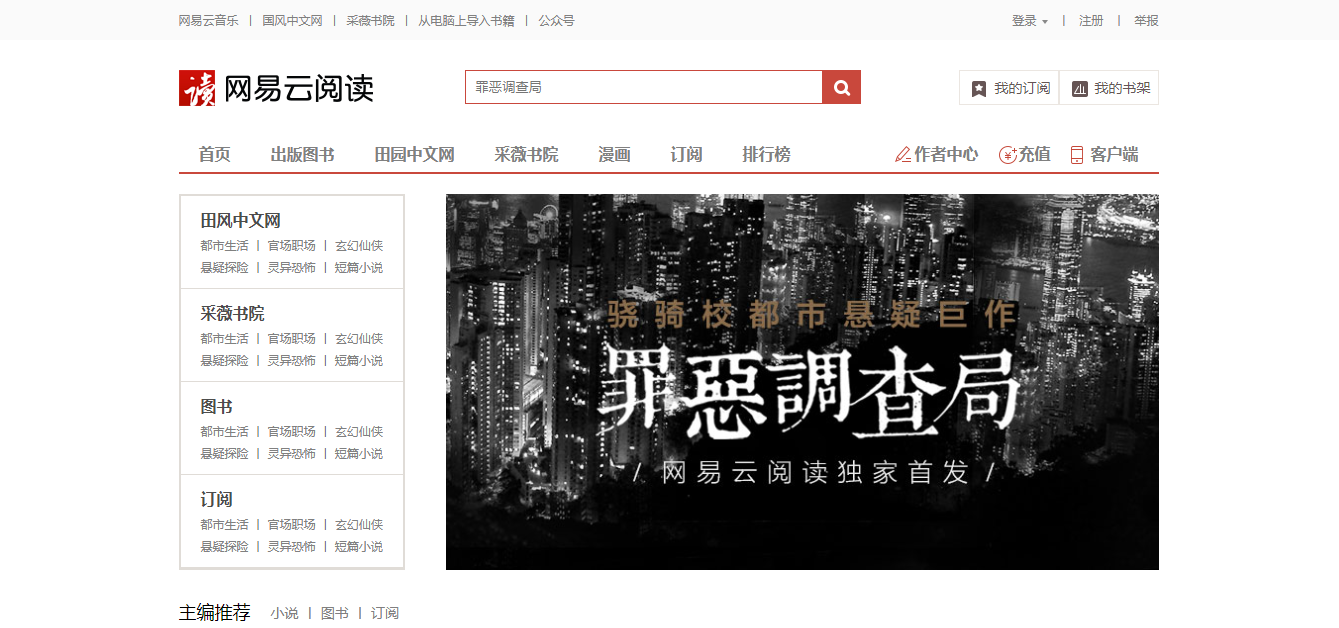 网易云音乐 | 国风中文网 | 采薇书院 | 从电脑上导入书籍 | 公众号 登录 | 注册 | 举报
读 网易云阅读 罪恶调查局 我的订阅 我的书架
首页 出版图书 田园中文网 采薇书院 漫画 订阅 排行榜 作者中心 充值 客户端
田风中文网
都市生活 | 官场职场 | 玄幻仙侠
悬疑探险 | 灵异恐怖 | 短篇小说
采薇书院
都市生活 | 官场职场 | 玄幻仙侠
悬疑探险 | 灵异恐怖 | 短篇小说
图书
都市生活 | 官场职场 | 玄幻仙侠
悬疑探险 | 灵异恐怖 | 短篇小说
订阅
都市生活 | 官场职场 | 玄幻仙侠
悬疑探险 | 灵异恐怖 | 短篇小说
骁骑校都市悬疑巨作
罪惡調查局
/ 网易云阅读独家首发 /
主编推荐 小说 | 图书 | 订阅